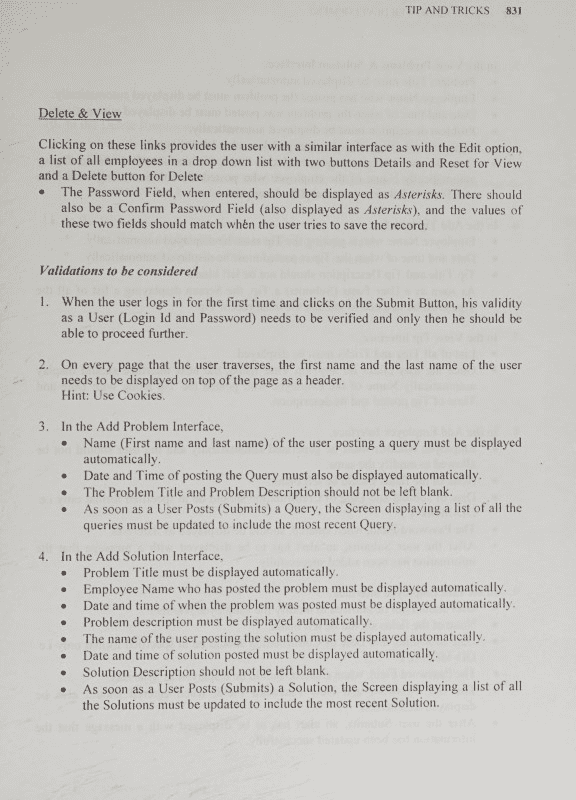 TIP AND TRICKS 831
Delete & View
Clicking on these links provides the user with a similar interface as with the Edit option,
a list of all employees in a drop down list with two buttons Details and Reset for View
and a Delete button for Delete
• The Password Field, when entered, should be displayed as Asterisks. There should
also be a Confirm Password Field (also displayed as Asterisks), and the values of
these two fields should match when the user tries to save the record.
Validations to be considered
1. When the user logs in for the first time and clicks on the Submit Button, his validity
as a User (Login Id and Password) needs to be verified and only then he should be
able to proceed further.
2. On every page that the user traverses, the first name and the last name of the user
needs to be displayed on top of the page as a header.
Hint: Use Cookies.
3. In the Add Problem Interface,
• Name (First name and last name) of the user posting a query must be displayed
automatically.
• Date and Time of posting the Query must also be displayed automatically.
• The Problem Title and Problem Description should not be left blank.
• As soon as a User Posts (Submits) a Query, the Screen displaying a list of all the
queries must be updated to include the most recent Query.
4. In the Add Solution Interface,
• Problem Title must be displayed automatically.
• Employee Name who has posted the problem must be displayed automatically.
• Date and time of when the problem was posted must be displayed automatically.
• Problem description must be displayed automatically.
• The name of the user posting the solution must be displayed automatically.
• Date and time of solution posted must be displayed automatically.
• Solution Description should not be left blank.
• As soon as a User Posts (Submits) a Solution, the Screen displaying a list of all
the Solutions must be updated to include the most recent Solution.